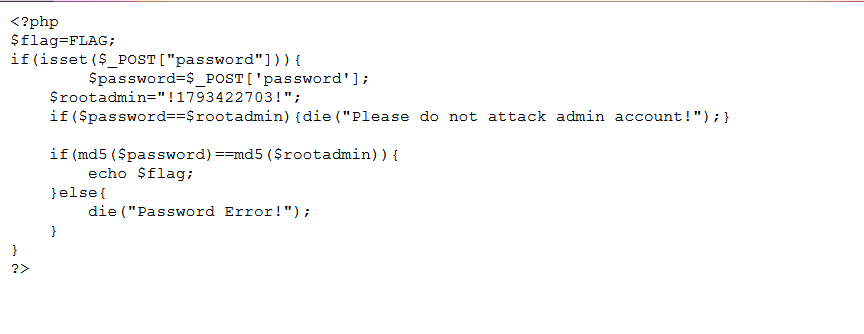 <?php
$flag=FLAG;
if(isset($_POST["password"])){
        $password=$_POST['password'];
    $rootadmin="!1793422703!";
    if($password==$rootadmin){die("Please do not attack admin account!");}

    if(md5($password)==md5($rootadmin)){
        echo $flag;
    }else{
        die("Password Error!");
    }
}
?>